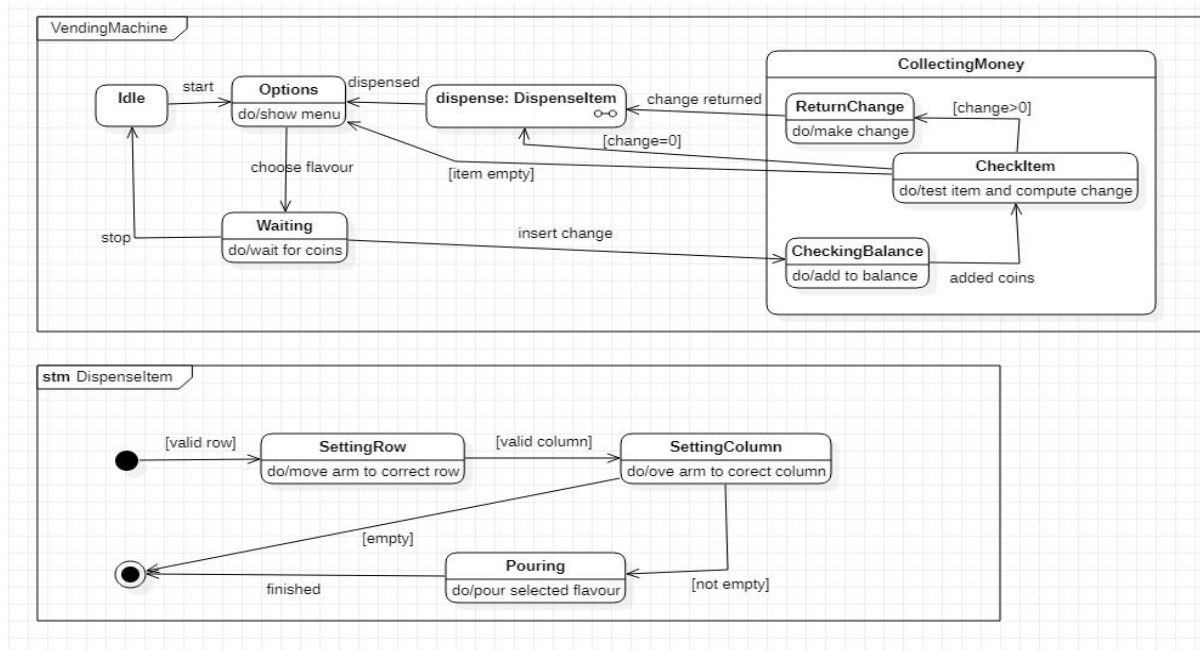 VendingMachine
CollectingMoney
Idle
start
Options
do/show menu
dispensed
dispense: DispenseItem
change returned
ReturnChange
do/make change
[change>0]
[change=0]
CheckItem
do/test item and compute change
choose flavour
[item empty]
Waiting
do/wait for coins
stop
insert change
CheckingBalance
do/add to balance
added coins
stm DispenseItem
[valid row]
SettingRow
do/move arm to correct row
[valid column]
SettingColumn
do/ove arm to corect column
[empty]
Pouring
do/pour selected flavour
[not empty]
finished